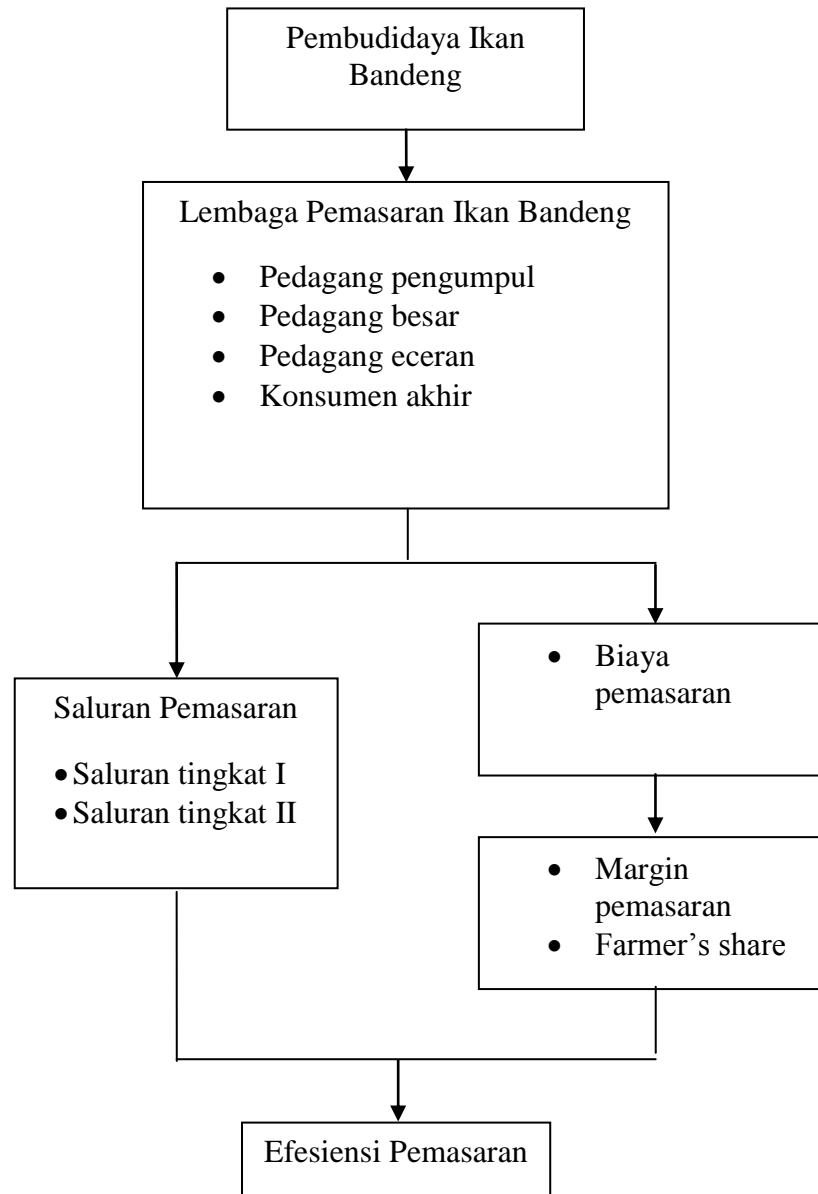 Pembudidaya Ikan
Bandeng
Lembaga Pemasaran Ikan Bandeng
• Pedagang pengumpul
• Pedagang besar
• Pedagang eceran
• Konsumen akhir
Saluran Pemasaran
• Saluran tingkat I
• Saluran tingkat II
• Biaya
pemasaran
• Margin
pemasaran
• Farmer’s share
Efesiensi Pemasaran